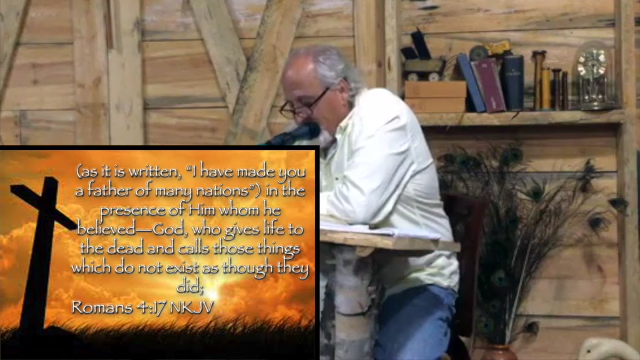 (as it is written, "I have made you
a father of many nations") in the
presence of Him whom he
believed—God, who gives life to
the dead and calls those things
which do not exist as though they
did;
Romans 4:17 NKJV